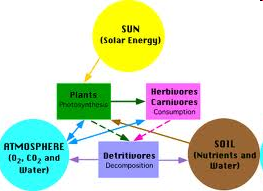 SUN
(Solar Energy)
Plants
Photosynthesis
Herbivores
Carnivores
Consumption
ATMOSPHERE
(O₂, CO₂ and
Water)
Detritivores
Decomposition
SOIL
(Nutrients and
Water)